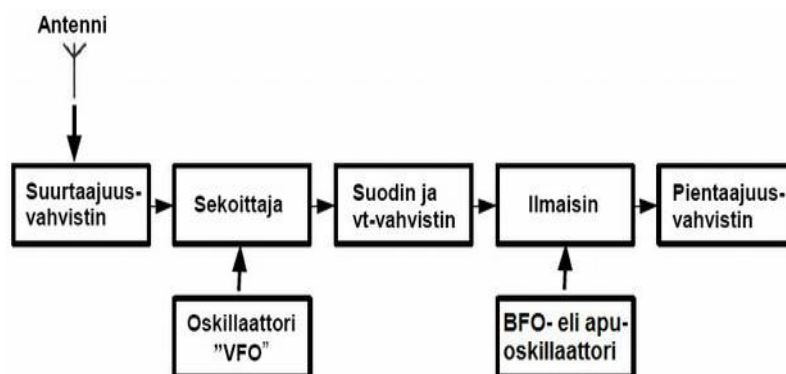 Antenni
Suurtaajuus-
vahvistin
Sekoittaja
Suodin ja
vt-vahvistin
Ilmaisin
Pientaajuus-
vahvistin
Oskillaattori
”VFO”
BFO- eli apu-
oskillaattori